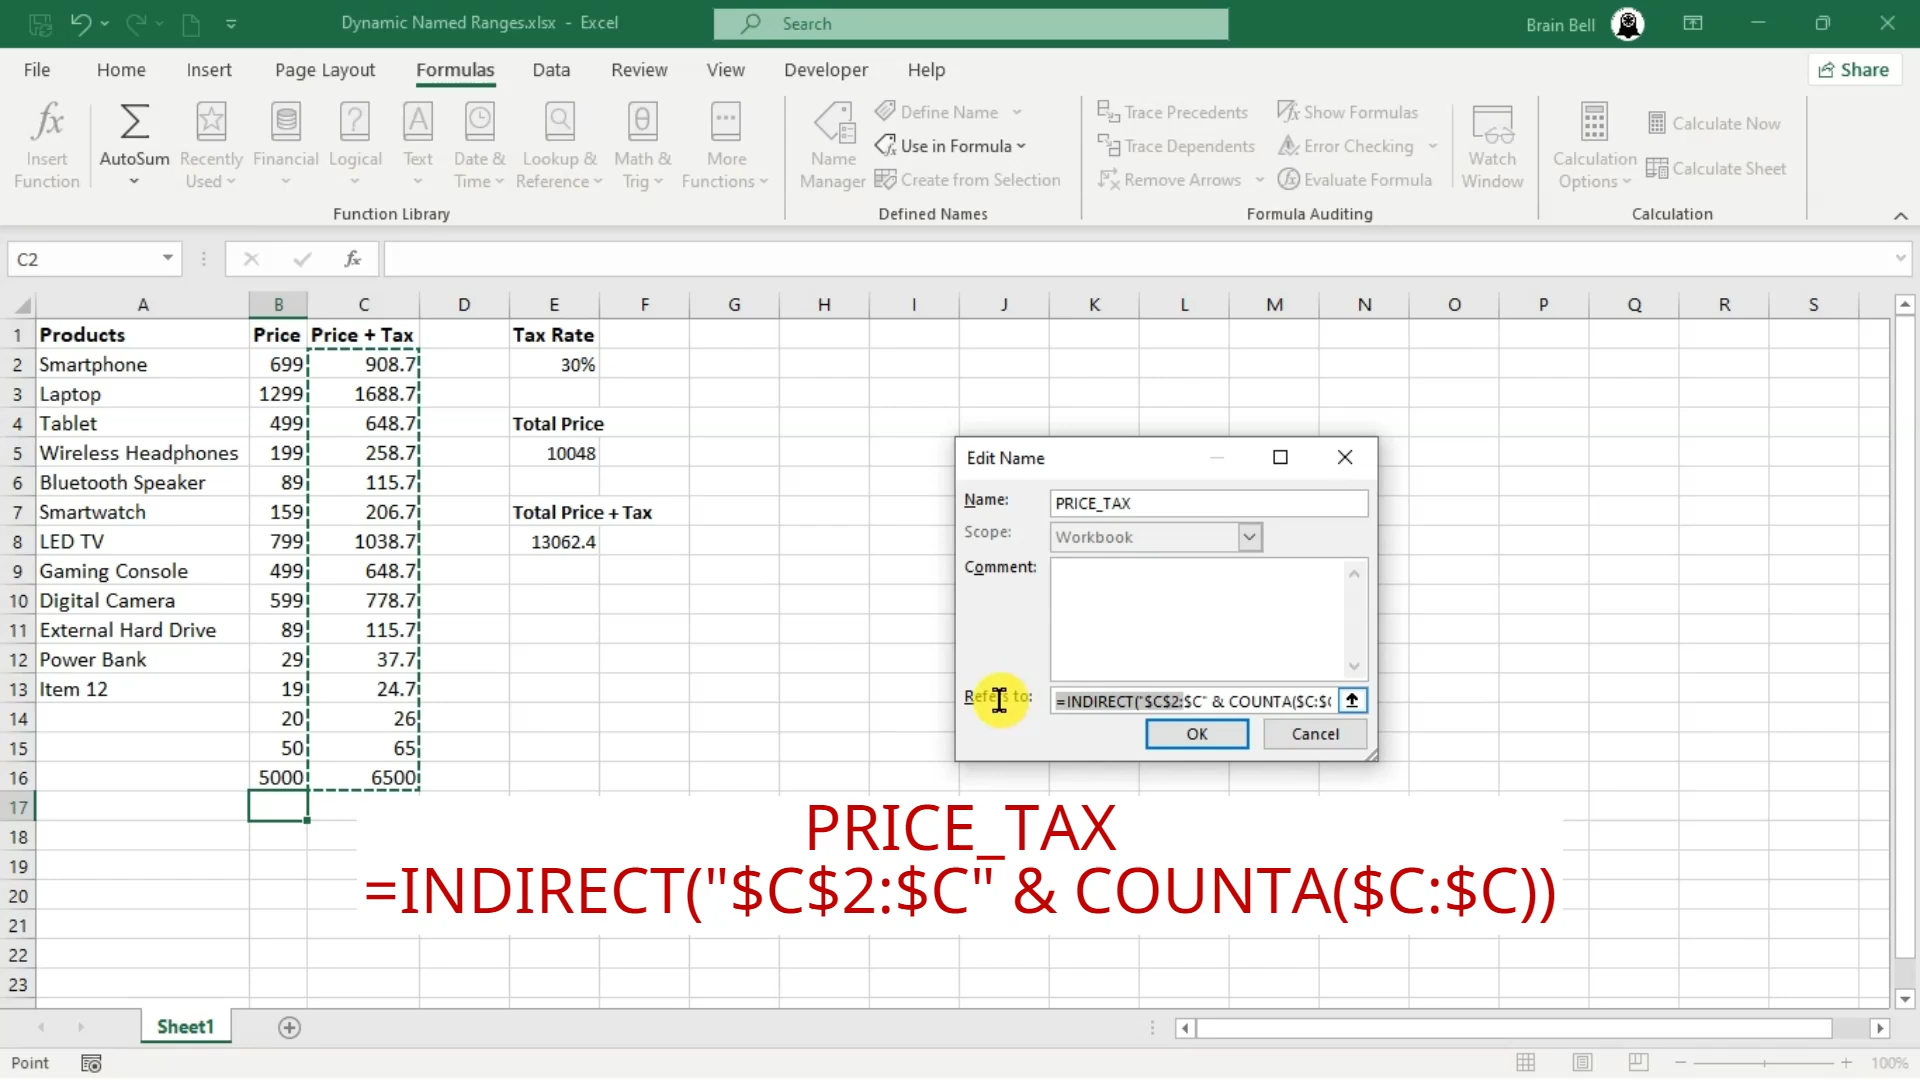 Dynamic Named Ranges.xlsx - Excel
Search
Brain Bell
File Home Insert Page Layout Formulas Data Review View Developer Help
Share
Insert Function
AutoSum
Recently Used
Financial
Logical
Text
Date & Time
Lookup & Reference
Math & Trig
More Functions
Function Library
Name Manager
Define Name
Use in Formula
Create from Selection
Defined Names
Trace Precedents
Trace Dependents
Remove Arrows
Show Formulas
Error Checking
Evaluate Formula
Formula Auditing
Watch Window
Calculation Options
Calculate Now
Calculate Sheet
Calculation
C2
fx
A B C D E F G H I J K L M N O P Q R S
1 Products Price Price + Tax Tax Rate
2 Smartphone 699 908.7 30%
3 Laptop 1299 1688.7
4 Tablet 499 648.7 Total Price
5 Wireless Headphones 199 258.7 10048
6 Bluetooth Speaker 89 115.7
7 Smartwatch 159 206.7 Total Price + Tax
8 LED TV 799 1038.7 13062.4
9 Gaming Console 499 648.7
10 Digital Camera 599 778.7
11 External Hard Drive 89 115.7
12 Power Bank 29 37.7
13 Item 12 19 24.7
14 20 26
15 50 65
16 5000 6500
17
18
19
20
21
22
23
Edit Name
Name: PRICE_TAX
Scope: Workbook
Comment:
Refers to: =INDIRECT("$C$2:$C" & COUNTA($C:$C
OK Cancel
PRICE_TAX
=INDIRECT("$C$2:$C" & COUNTA($C:$C))
Sheet1
Point
100%